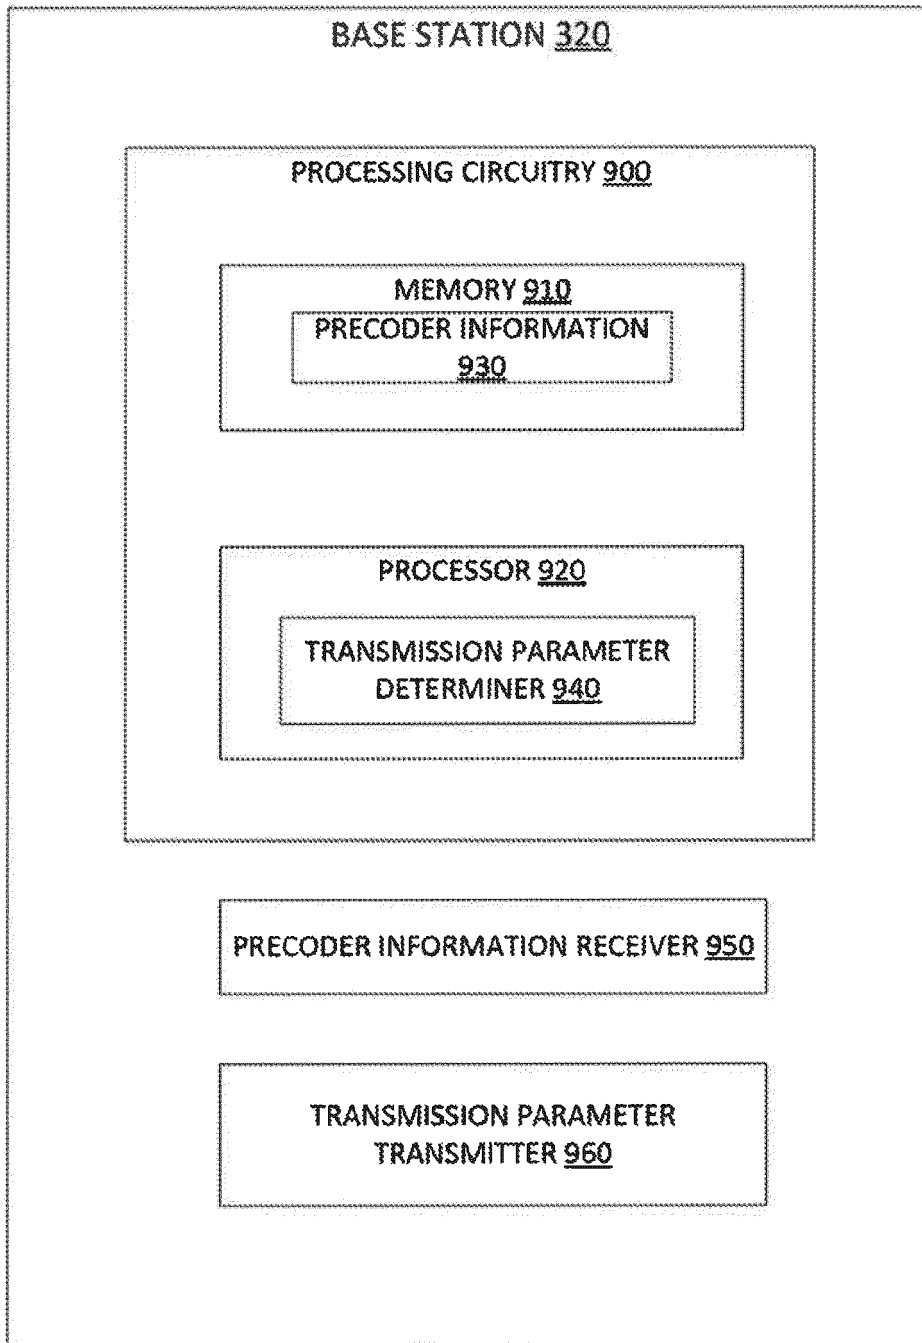 BASE STATION 320
PROCESSING CIRCUITRY 900
MEMORY 910
PRECODER INFORMATION
930
PROCESSOR 920
TRANSMISSION PARAMETER
DETERMINER 940
PRECODER INFORMATION RECEIVER 950
TRANSMISSION PARAMETER
TRANSMITTER 960